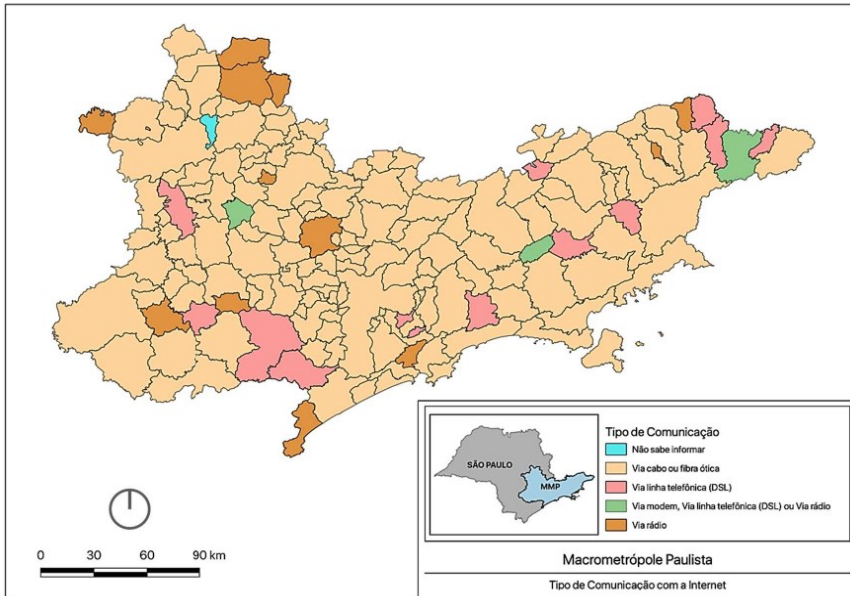 SÃO PAULO
MMP
Tipo de Comunicação
Não sabe informar
Via cabo ou fibra ótica
Via linha telefônica (DSL)
Via modem, Via linha telefônica (DSL) ou Via rádio
Via rádio
0 30 60 90 km
Macrometrópole Paulista
Tipo de Comunicação com a Internet